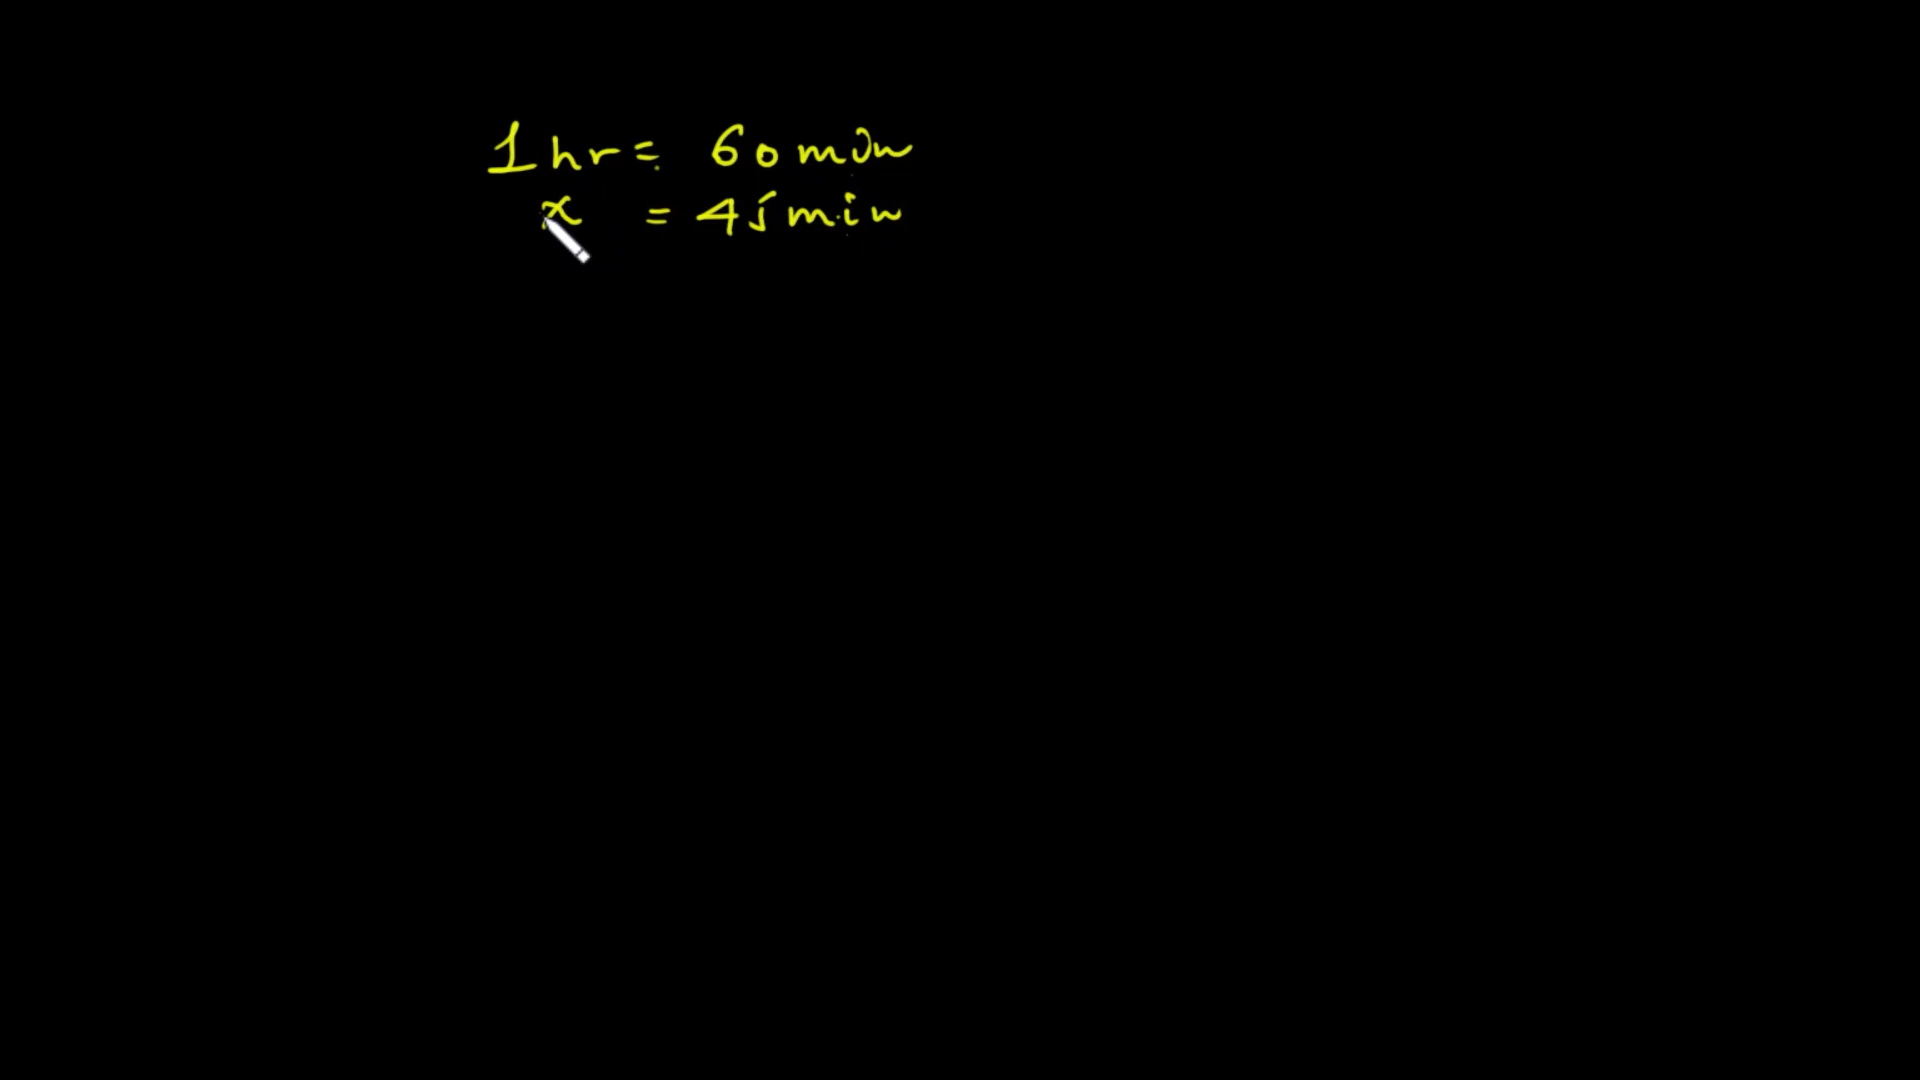 1 hr = 60 min
x = 45 min